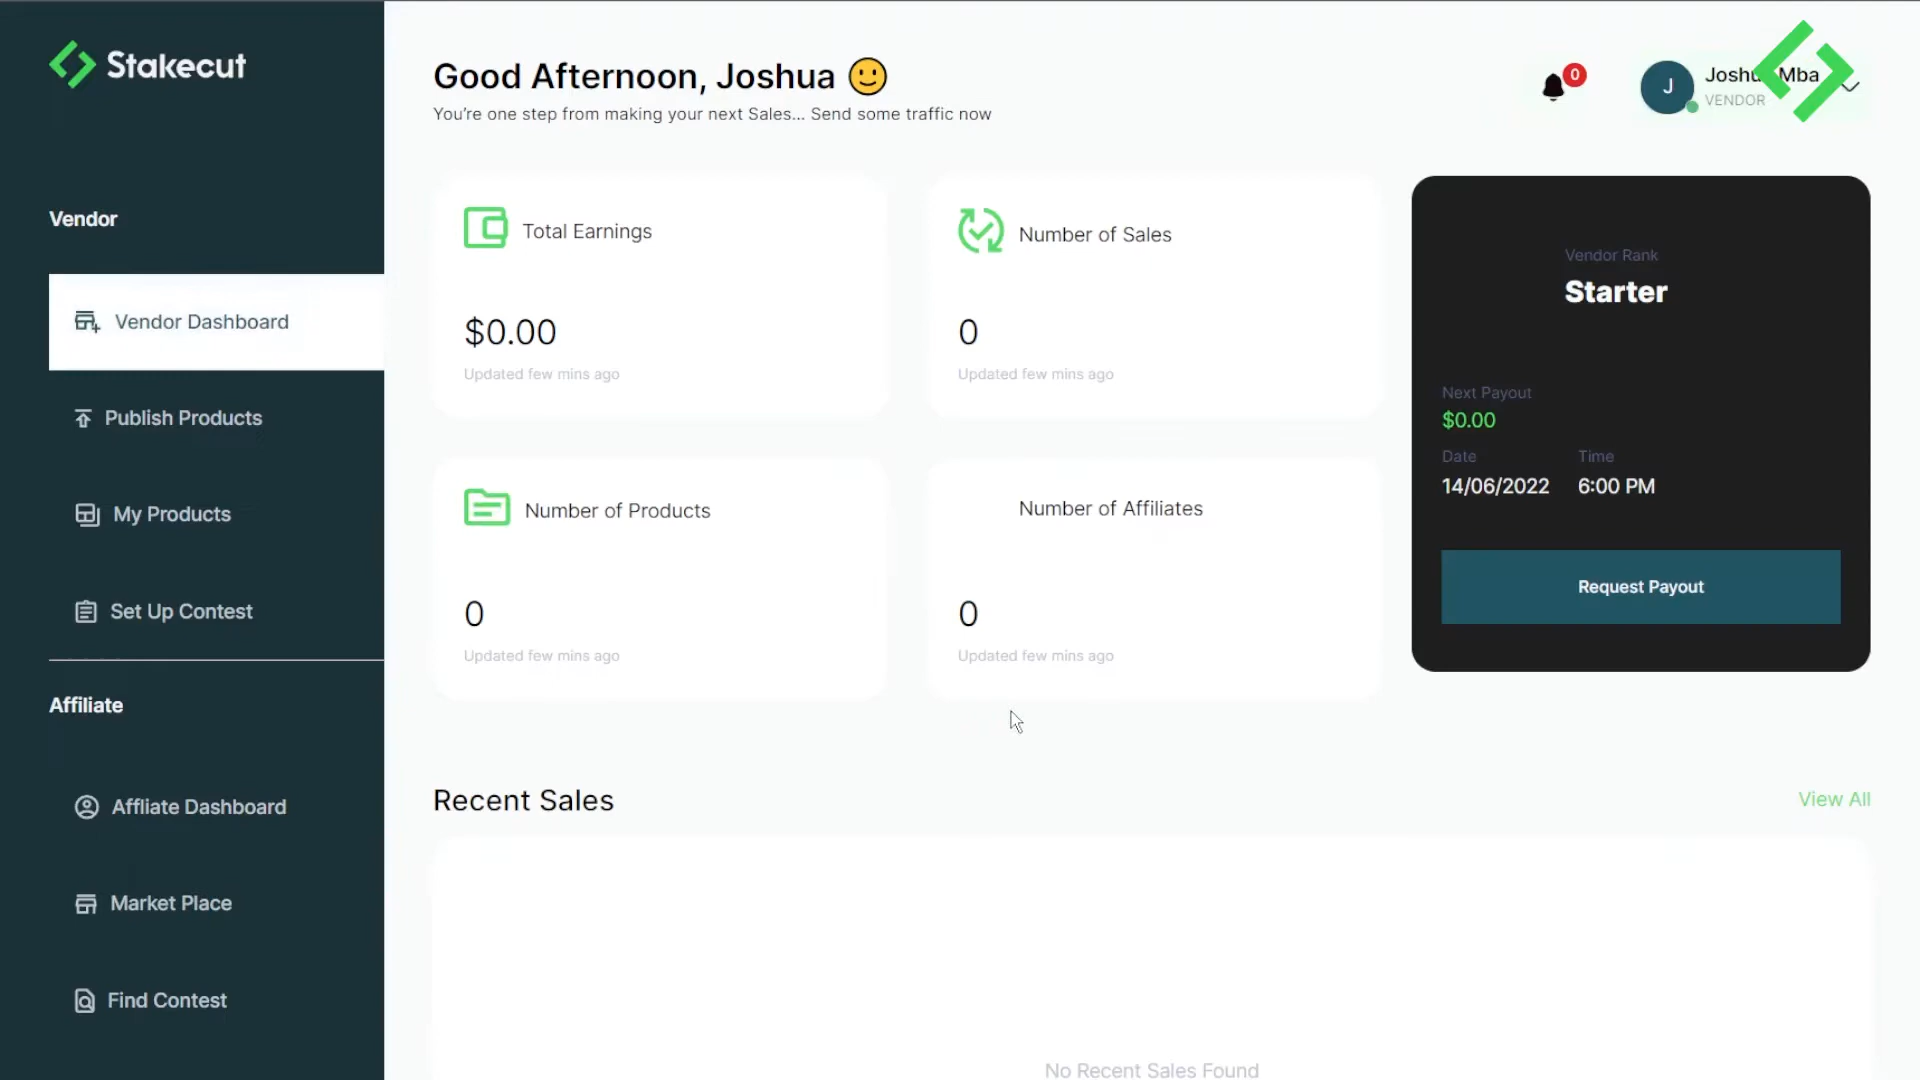 Stakecut
Good Afternoon, Joshua
You're one step from making your next Sales... Send some traffic now
0
J
Mba
VENDOR
Vendor
Vendor Dashboard
Publish Products
My Products
Set Up Contest
Affiliate
Affliate Dashboard
Market Place
Find Contest
Total Earnings
$0.00
Updated few mins ago
Number of Sales
0
Updated few mins ago
Number of Products
0
Updated few mins ago
Number of Affiliates
0
Updated few mins ago
Vendor Rank
Starter
Next Payout
$0.00
Date Time
14/06/2022 6:00 PM
Request Payout
Recent Sales
View All
No Recent Sales Found